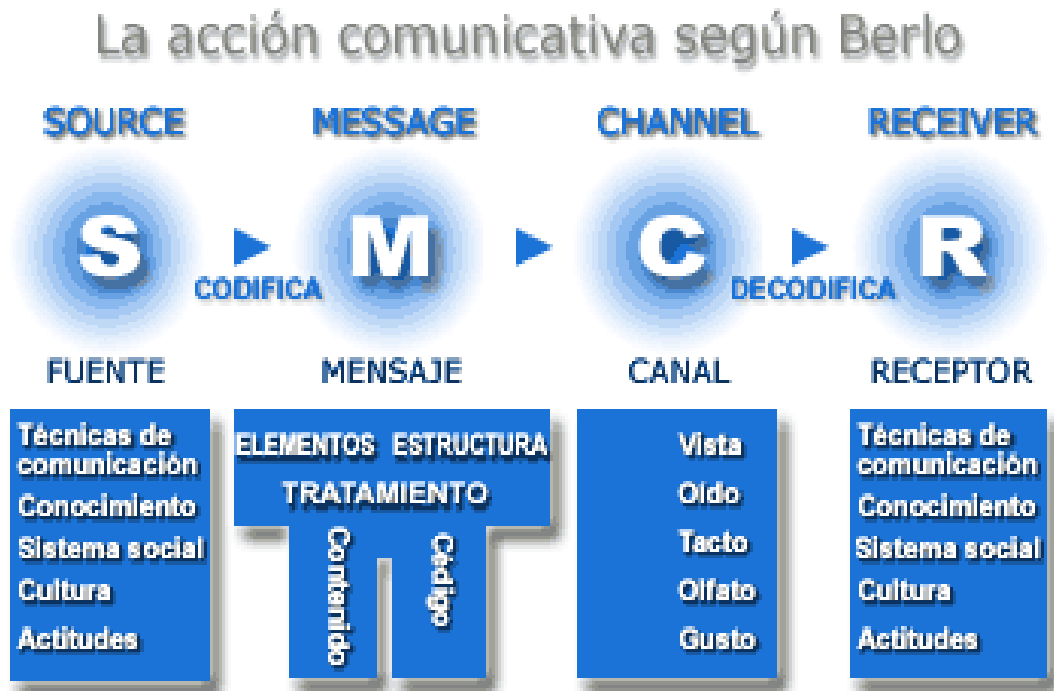 La acción comunicativa según Berlo
SOURCE
MESSAGE
CHANNEL
RECEIVER
S
CODIFICA
M
C
DECODIFICA
R
FUENTE
MENSAJE
CANAL
RECEPTOR
Técnicas de
comunicación
Conocimiento
Sistema social
Cultura
Actitudes
ELEMENTOS ESTRUCTURA
TRATAMIENTO
Contenido
Código
Vista
Oído
Tacto
Olfato
Gusto
Técnicas de
comunicación
Conocimiento
Sistema social
Cultura
Actitudes